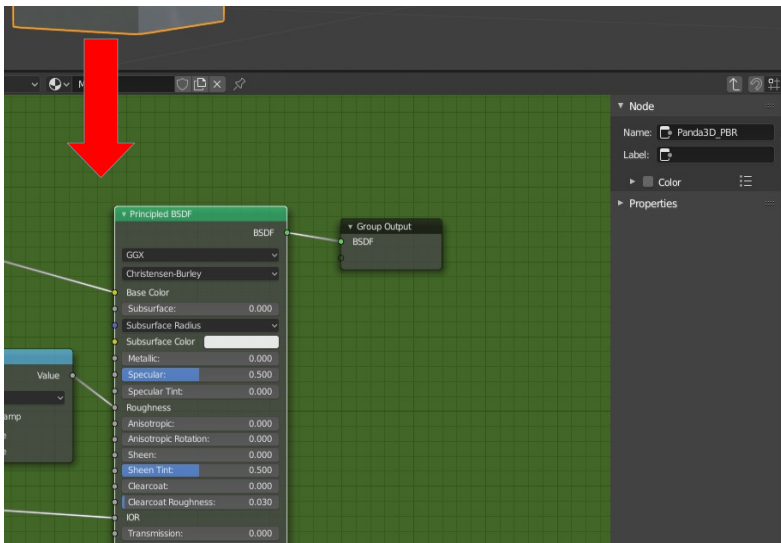 Node
Name: Panda3D_PBR
Label:
Color
Properties
Principled BSDF
BSDF
GGX
Christensen-Burley
Base Color
Subsurface: 0.000
Subsurface Radius
Subsurface Color
Metallic: 0.000
Specular: 0.500
Specular Tint: 0.000
Roughness
Anisotropic: 0.000
Anisotropic Rotation: 0.000
Sheen: 0.000
Sheen Tint: 0.500
Clearcoat: 0.000
Clearcoat Roughness: 0.030
IOR
Transmission: 0.000
Group Output
BSDF
Value